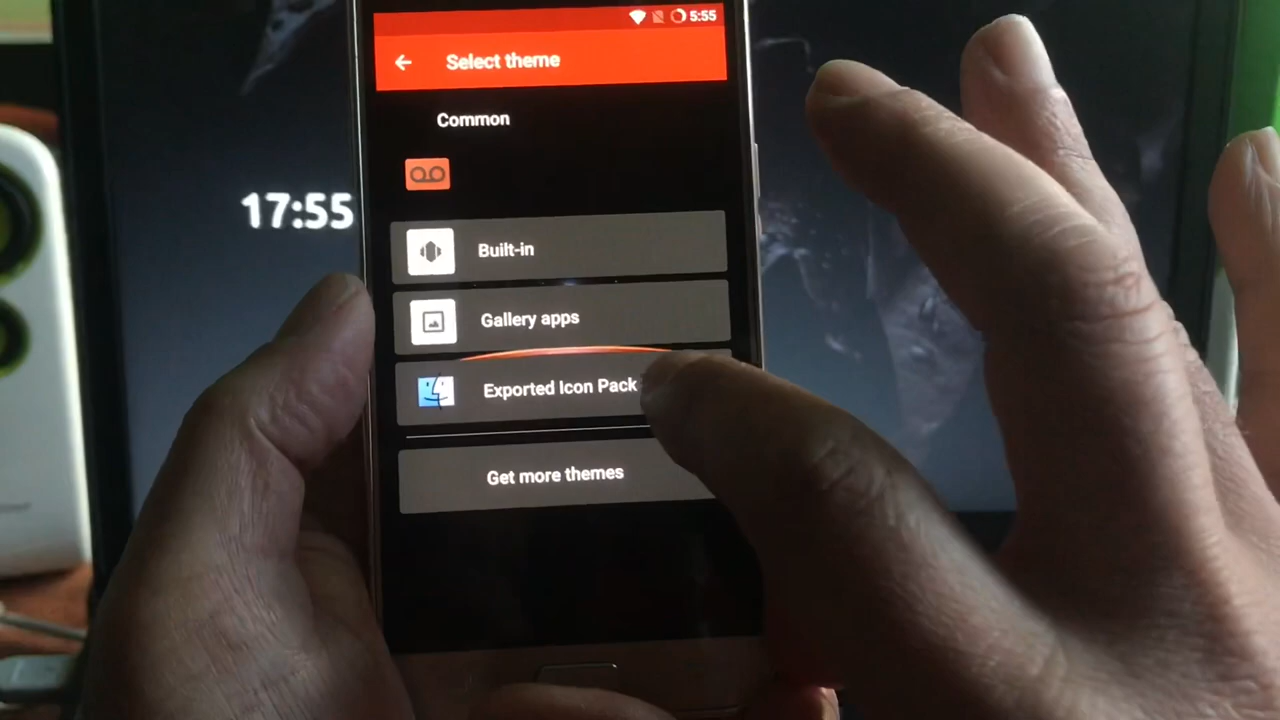 5:55
Select theme
Common
17:55
Built-in
Gallery apps
Exported Icon Pack
Get more themes